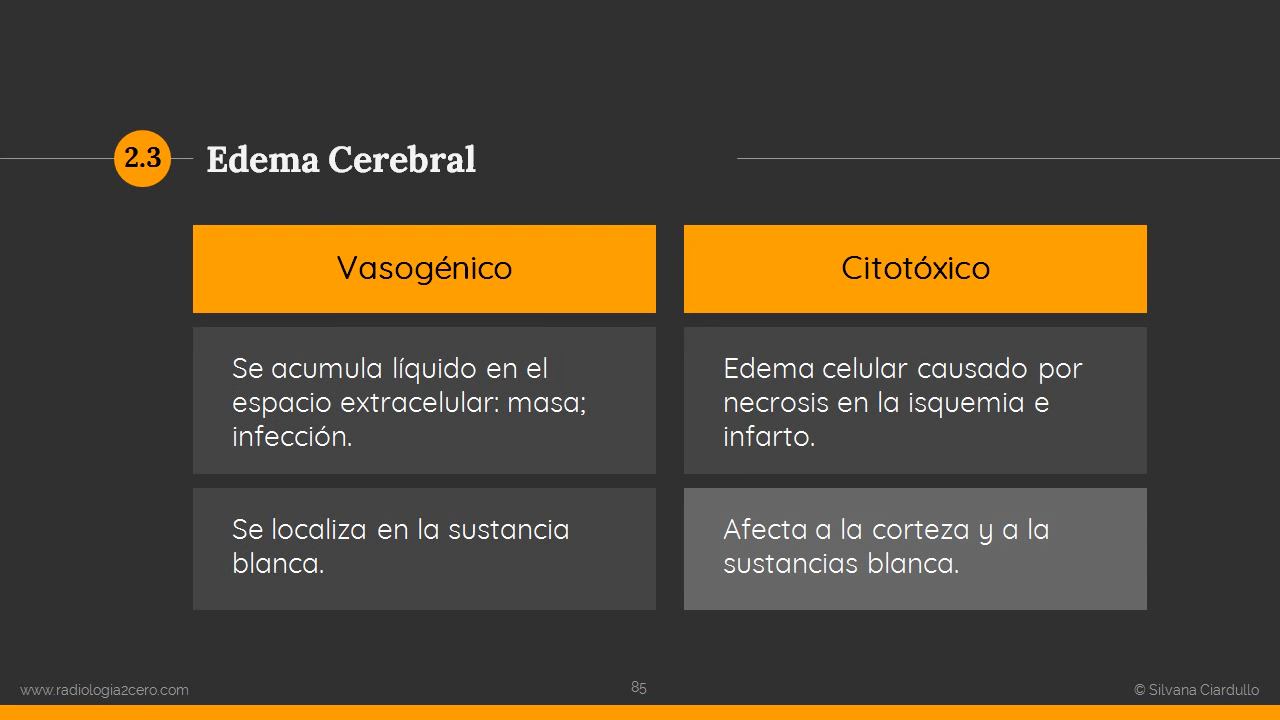 2.3
Edema Cerebral
Vasogénico
Citotóxico
Se acumula líquido en el
espacio extracelular: masa;
infección.
Edema celular causado por
necrosis en la isquemia e
infarto.
Se localiza en la sustancia
blanca.
Afecta a la corteza y a la
sustancias blanca.
www.radiologia2cero.com
85
© Silvana Ciardullo